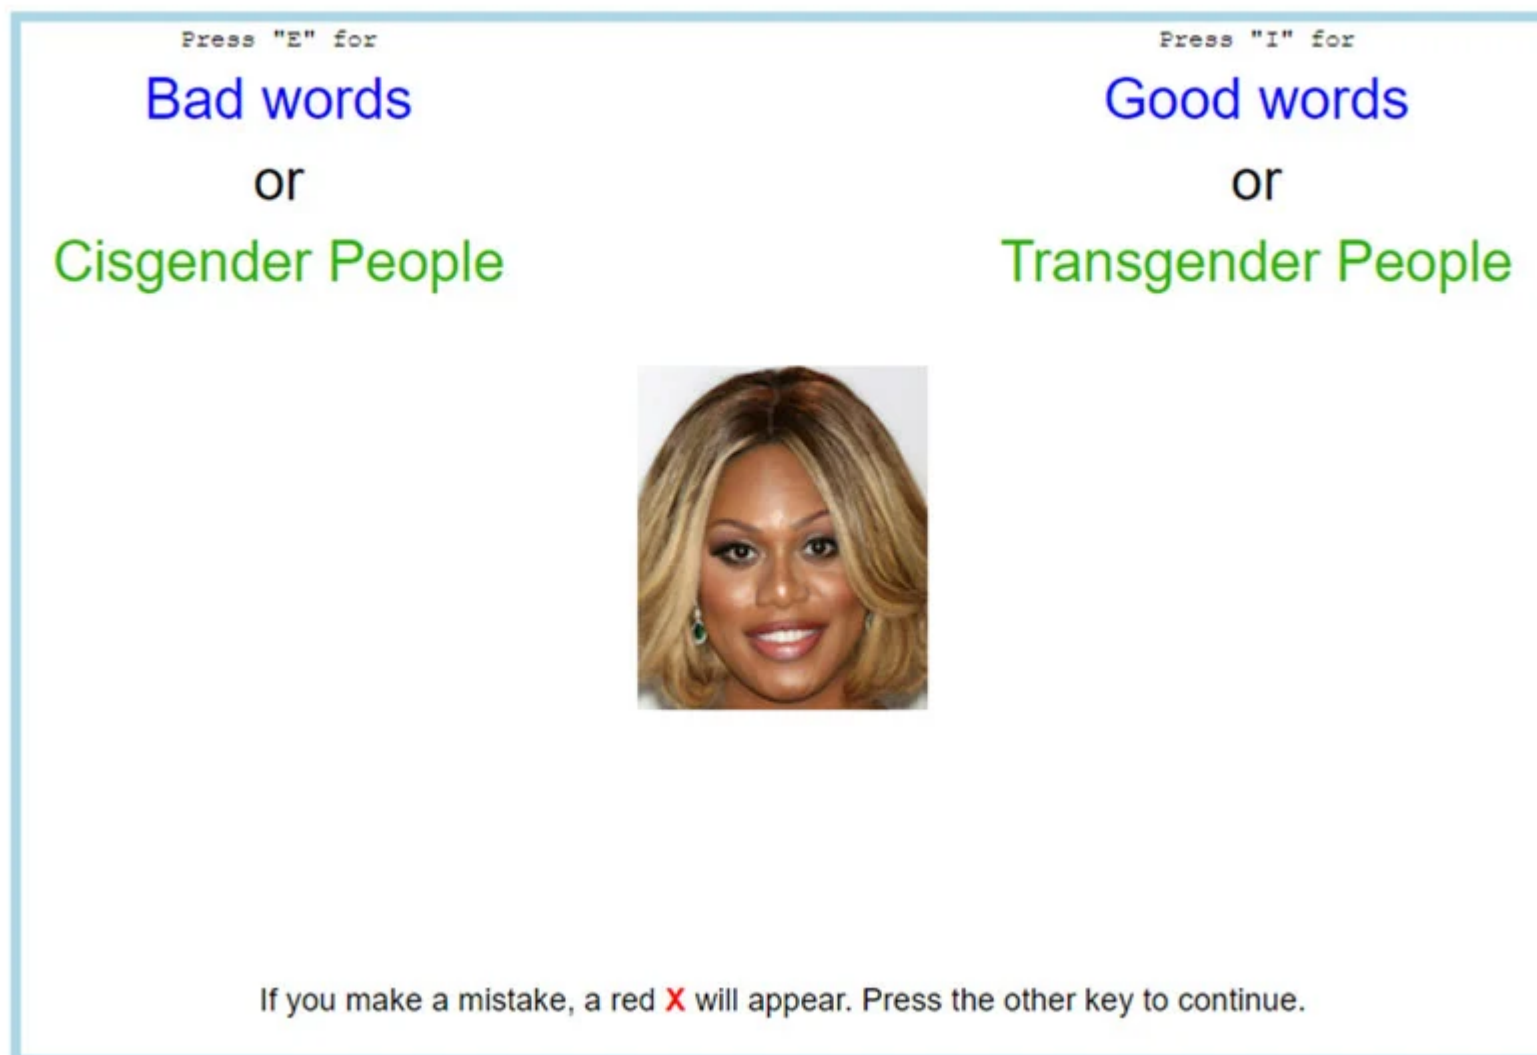 Press "E" for
Bad words
or
Cisgender People
Press "I" for
Good words
or
Transgender People
If you make a mistake, a red X will appear. Press the other key to continue.